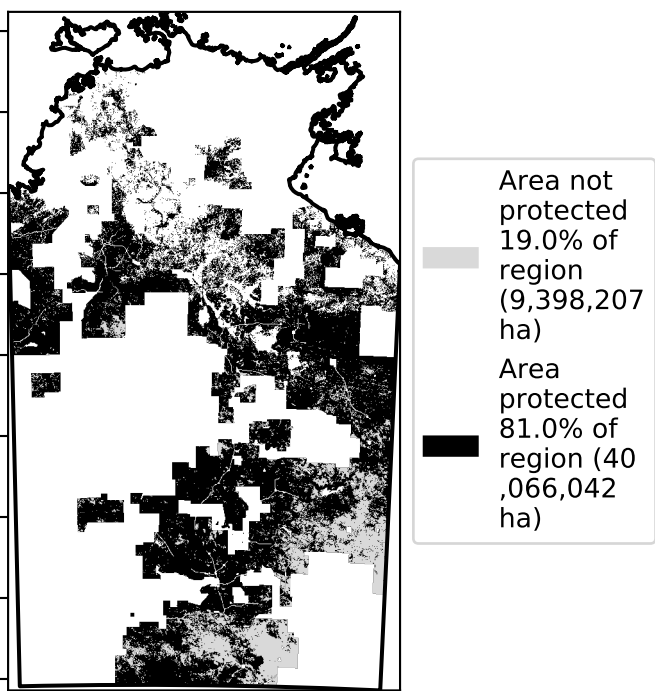 Area not
protected
19.0% of
region
(9,398,207
ha)
Area
protected
81.0% of
region (40
,066,042
ha)